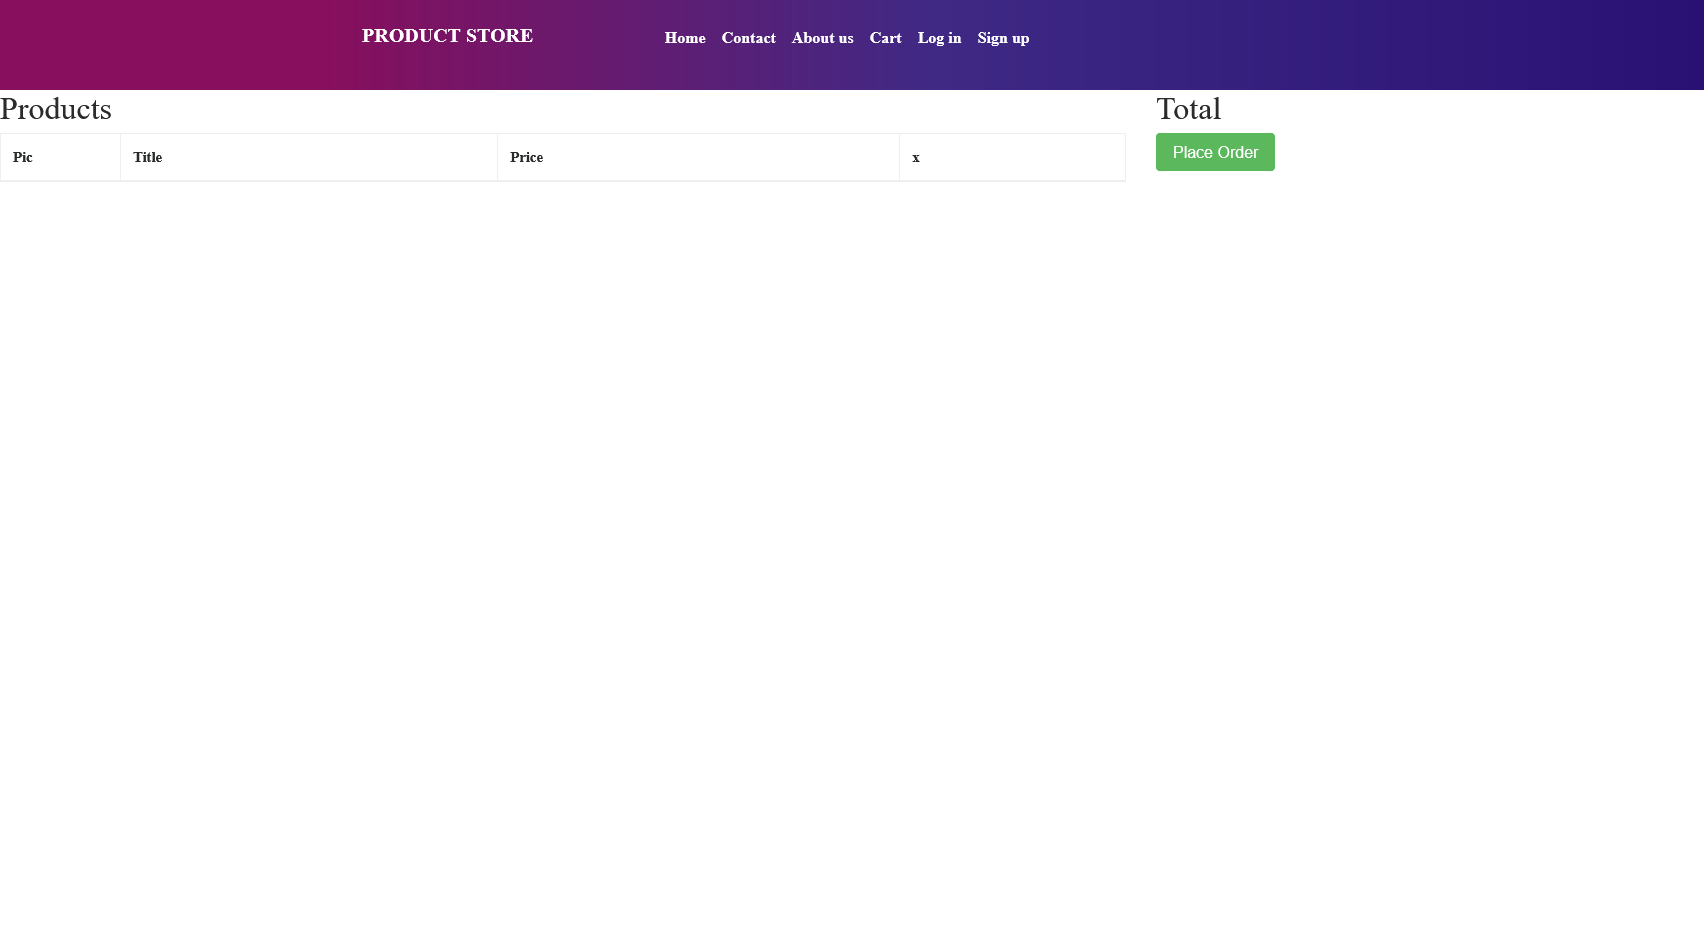 PRODUCT STORE
Home Contact About us Cart Log in Sign up
Products
Pic Title Price x
Total
Place Order